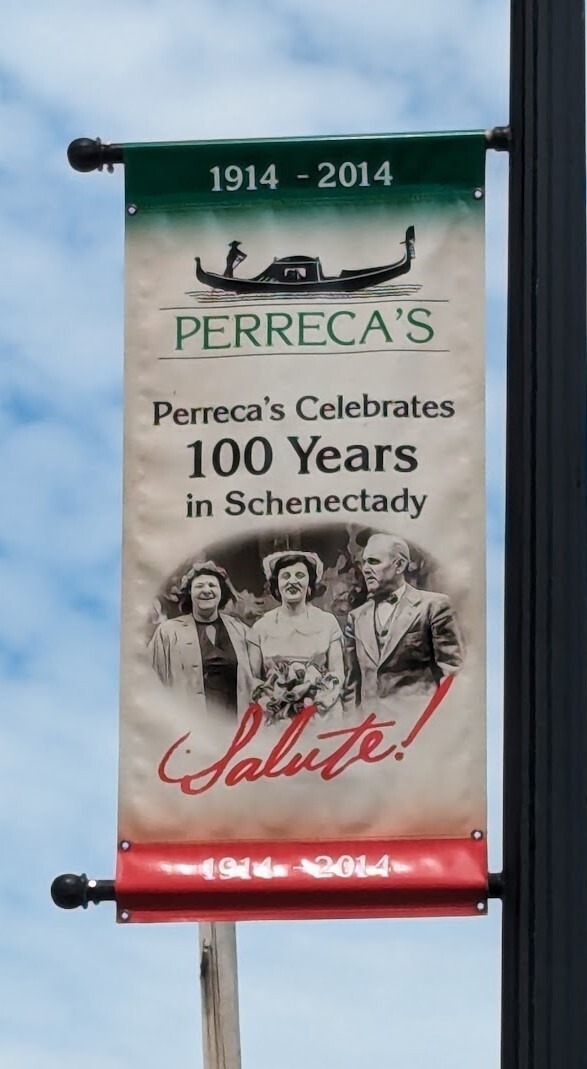 1914 - 2014
PERRECA'S
Perreca's Celebrates
100 Years
in Schenectady
Salute!
1914 - 2014